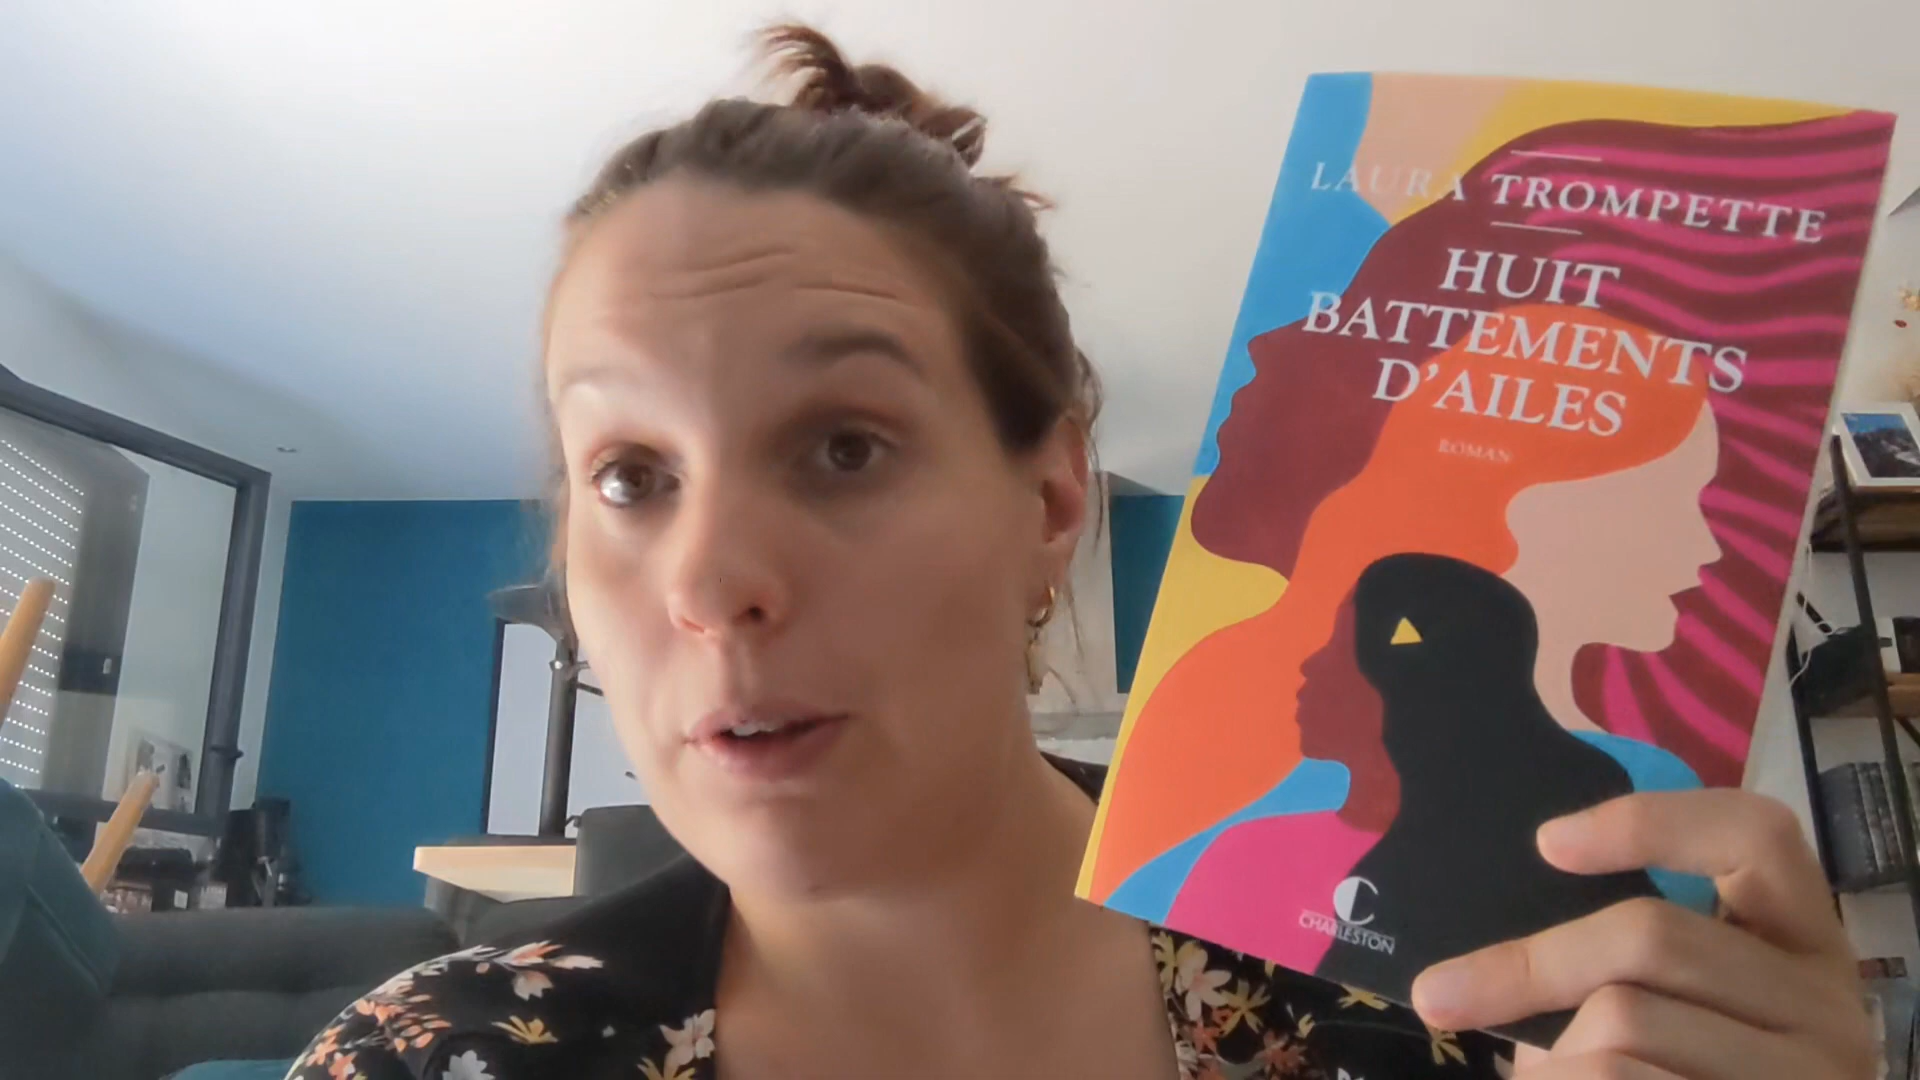 LAURA TROMPETTE
HUIT
BATTEMENTS
D'AILES
ROMAN
C
CHARLESTON